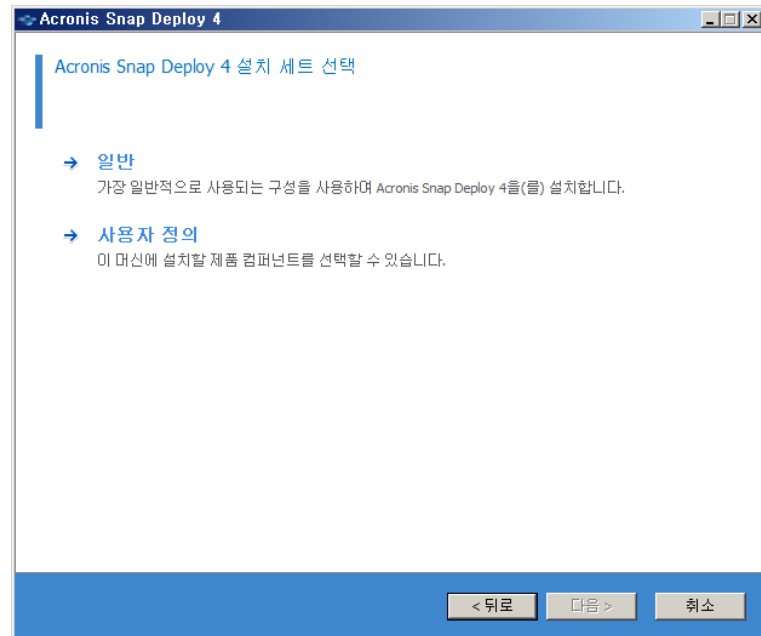 Acronis Snap Deploy 4
Acronis Snap Deploy 4 설치 세트 선택
일반
가장 일반적으로 사용되는 구성을 사용하여 Acronis Snap Deploy 4을(를) 설치합니다.
사용자 정의
이 머신에 설치할 제품 컴퍼넌트를 선택할 수 있습니다.
< 뒤로
다음 >
취소